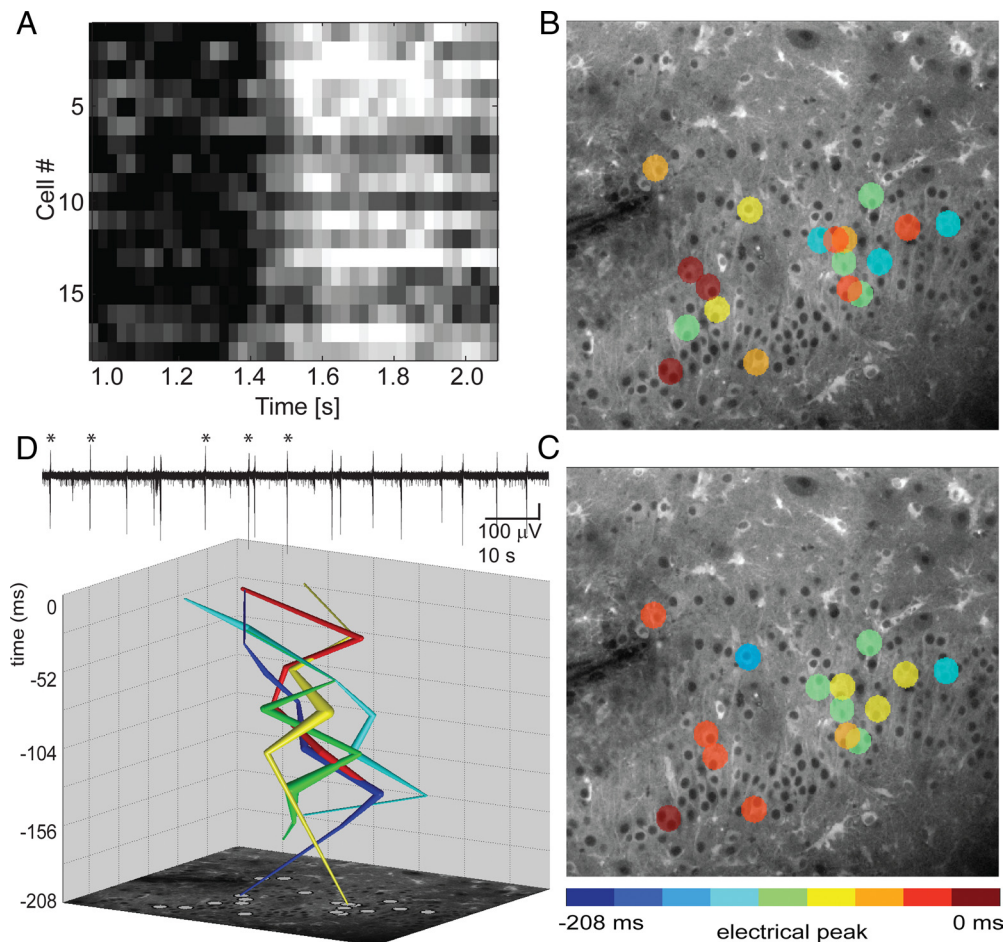 A
Cell #
5
10
15
1.0 1.2 1.4 1.6 1.8 2.0
Time [s]
B
D
* * * * *
100 µV
10 s
time (ms)
0
-52
-104
-156
-208
C
-208 ms
electrical peak
0 ms